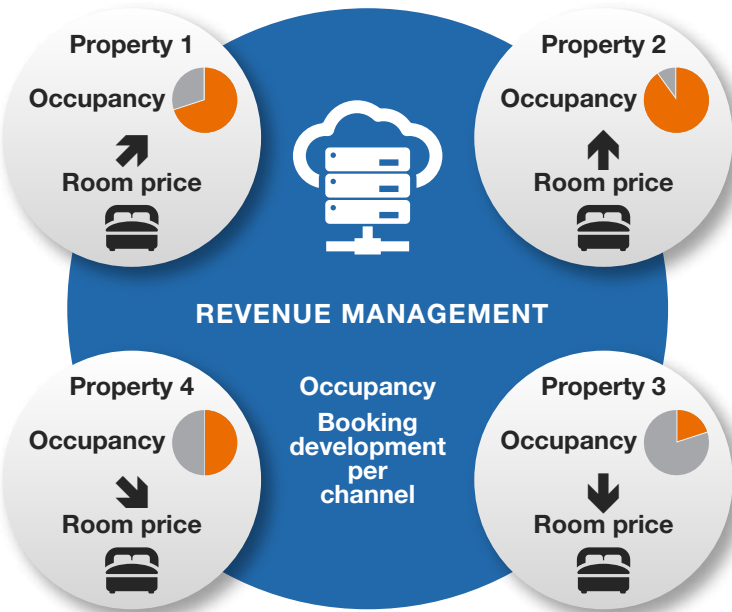 Property 1
Occupancy
Room price
Property 2
Occupancy
Room price
REVENUE MANAGEMENT
Occupancy
Booking
development
per
channel
Property 4
Occupancy
Room price
Property 3
Occupancy
Room price